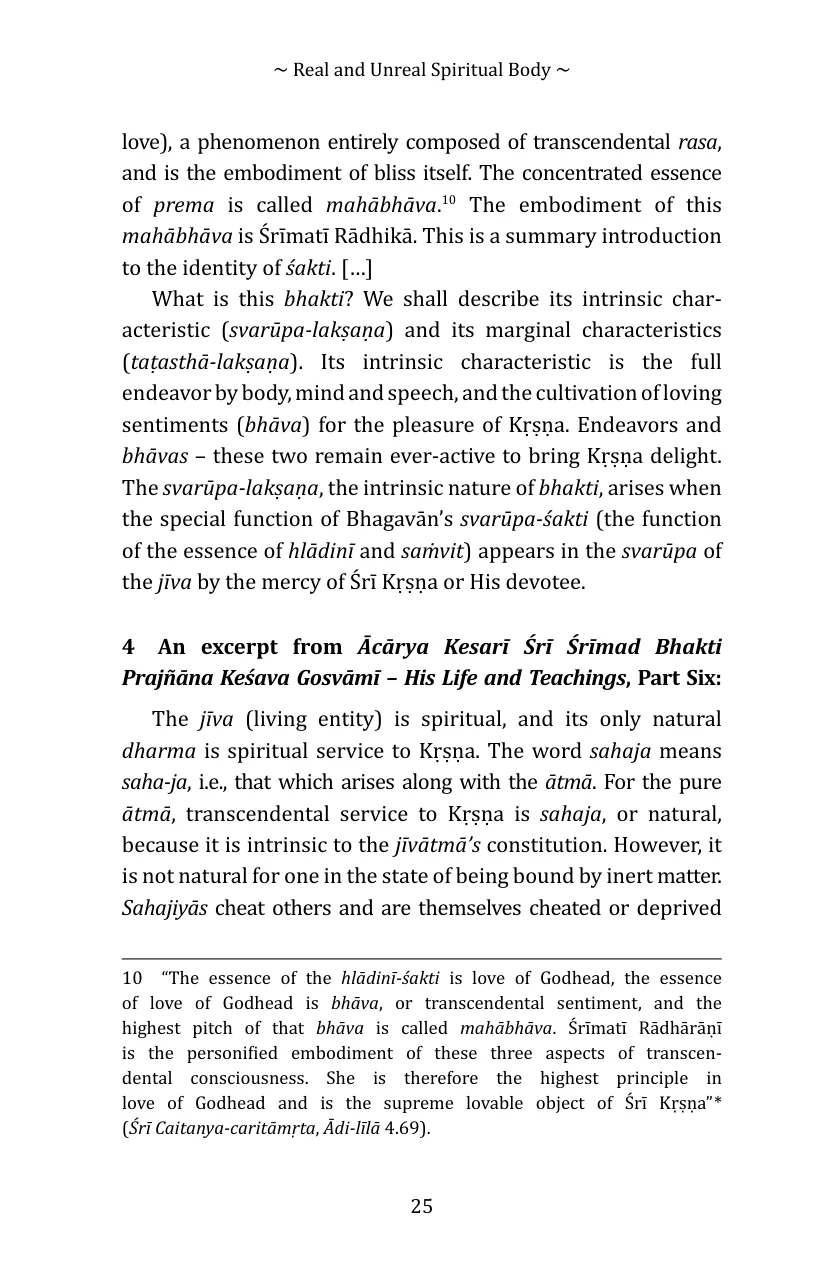 ~ Real and Unreal Spiritual Body ~
love), a phenomenon entirely composed of transcendental rasa,
and is the embodiment of bliss itself. The concentrated essence
of prema is called mahābhāva.10 The embodiment of this
mahābhāva is Śrīmatī Rādhikā. This is a summary introduction
to the identity of śakti. […]
What is this bhakti? We shall describe its intrinsic char-
acteristic (svarūpa-lakṣaṇa) and its marginal characteristics
(taṭasthā-lakṣaṇa). Its intrinsic characteristic is the full
endeavor by body, mind and speech, and the cultivation of loving
sentiments (bhāva) for the pleasure of Kṛṣṇa. Endeavors and
bhāvas – these two remain ever-active to bring Kṛṣṇa delight.
The svarūpa-lakṣaṇa, the intrinsic nature of bhakti, arises when
the special function of Bhagavān’s svarūpa-śakti (the function
of the essence of hlādinī and saṁvit) appears in the svarūpa of
the jīva by the mercy of Śrī Kṛṣṇa or His devotee.
4 An excerpt from Ācārya Kesarī Śrī Śrīmad Bhakti
Prajñāna Keśava Gosvāmī – His Life and Teachings, Part Six:
The jīva (living entity) is spiritual, and its only natural
dharma is spiritual service to Kṛṣṇa. The word sahaja means
saha-ja, i.e., that which arises along with the ātmā. For the pure
ātmā, transcendental service to Kṛṣṇa is sahaja, or natural,
because it is intrinsic to the jīvātmā’s constitution. However, it
is not natural for one in the state of being bound by inert matter.
Sahajiyās cheat others and are themselves cheated or deprived
10 “The essence of the hlādinī-śakti is love of Godhead, the essence
of love of Godhead is bhāva, or transcendental sentiment, and the
highest pitch of that bhāva is called mahābhāva. Śrīmatī Rādhārāṇī
is the personified embodiment of these three aspects of transcen-
dental consciousness. She is therefore the highest principle in
love of Godhead and is the supreme lovable object of Śrī Kṛṣṇa”*
(Śrī Caitanya-caritāmṛta, Ādi-līlā 4.69).
25